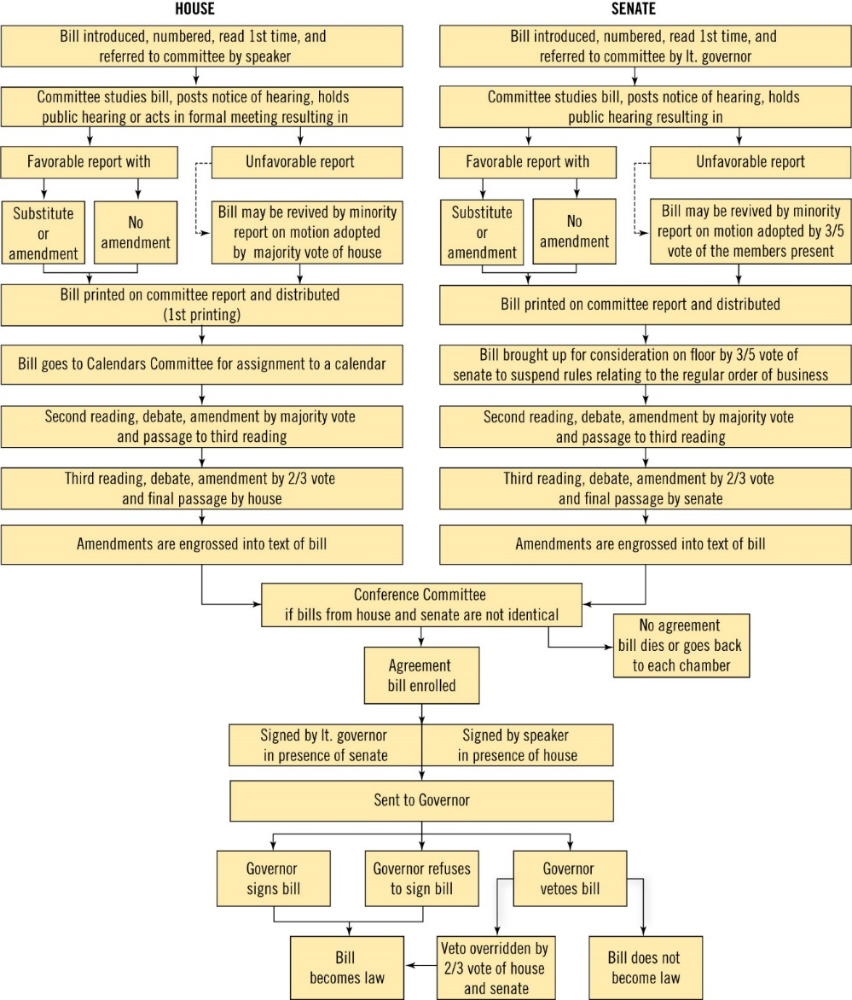 HOUSE
Bill introduced, numbered, read 1st time, and
referred to committee by speaker
Committee studies bill, posts notice of hearing, holds
public hearing or acts in formal meeting resulting in
Favorable report with
Unfavorable report
Substitute
or
amendment
No
amendment
Bill may be revived by minority
report on motion adopted
by majority vote of house
Bill printed on committee report and distributed
(1st printing)
Bill goes to Calendars Committee for assignment to a calendar
Second reading, debate, amendment by majority vote
and passage to third reading
Third reading, debate, amendment by 2/3 vote
and final passage by house
Amendments are engrossed into text of bill
SENATE
Bill introduced, numbered, read 1st time, and
referred to committee by lt. governor
Committee studies bill, posts notice of hearing, holds
public hearing resulting in
Favorable report with
Unfavorable report
Substitute
or
amendment
No
amendment
Bill may be revived by minority
report on motion adopted by 3/5
vote of the members present
Bill printed on committee report and distributed
Bill brought up for consideration on floor by 3/5 vote of
senate to suspend rules relating to the regular order of business
Second reading, debate, amendment by majority vote
and passage to third reading
Third reading, debate, amendment by 2/3 vote
and final passage by senate
Amendments are engrossed into text of bill
Conference Committee
if bills from house and senate are not identical
No agreement
bill dies or goes back
to each chamber
Agreement
bill enrolled
Signed by lt. governor
in presence of senate
Signed by speaker
in presence of house
Sent to Governor
Governor
signs bill
Governor refuses
to sign bill
Governor
vetoes bill
Bill
becomes law
Veto overridden by
2/3 vote of house
and senate
Bill does not
become law